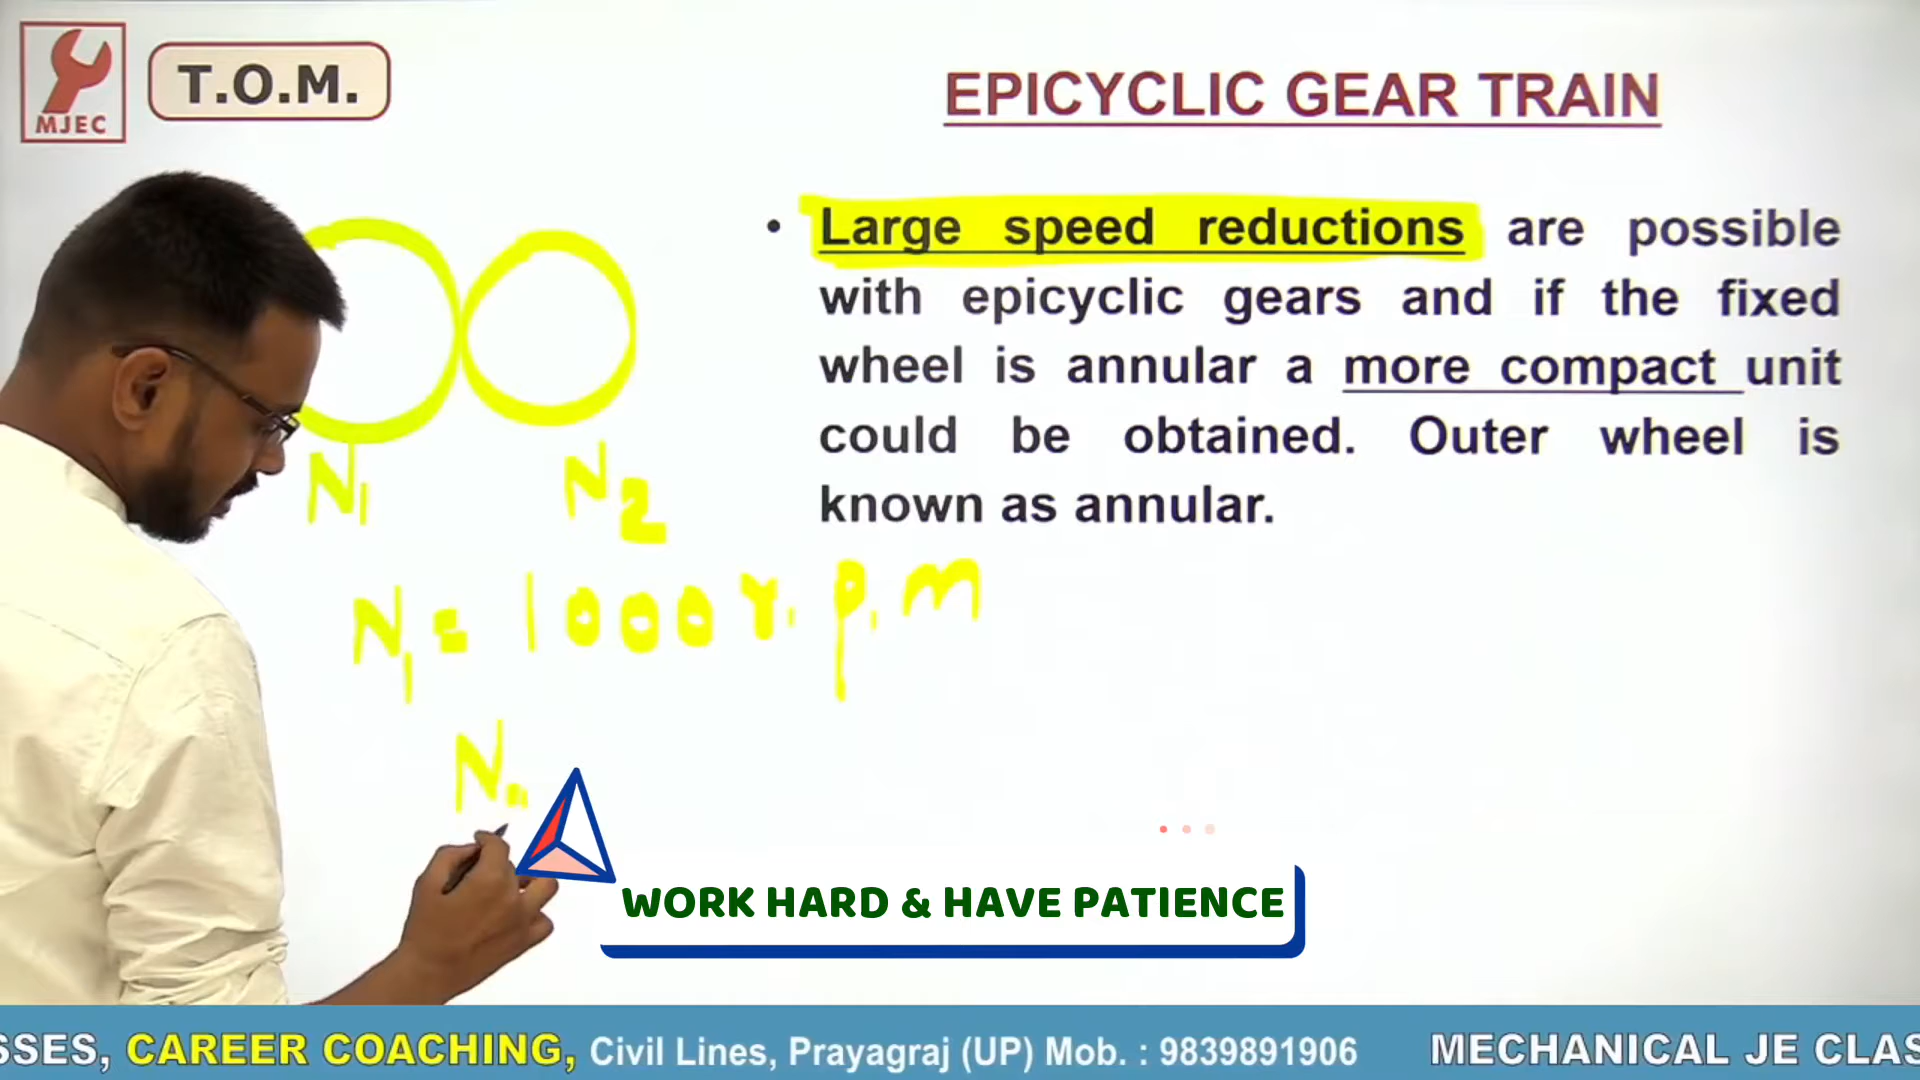 MJEC
T.O.M.
EPICYCLIC GEAR TRAIN
• Large speed reductions are possible
with epicyclic gears and if the fixed
wheel is annular a more compact unit
could be obtained. Outer wheel is
known as annular.
N1 N2
N1 = 1000 r.p.m
N
WORK HARD & HAVE PATIENCE
SSES, CAREER COACHING, Civil Lines, Prayagraj (UP) Mob. : 9839891906 MECHANICAL JE CLAS